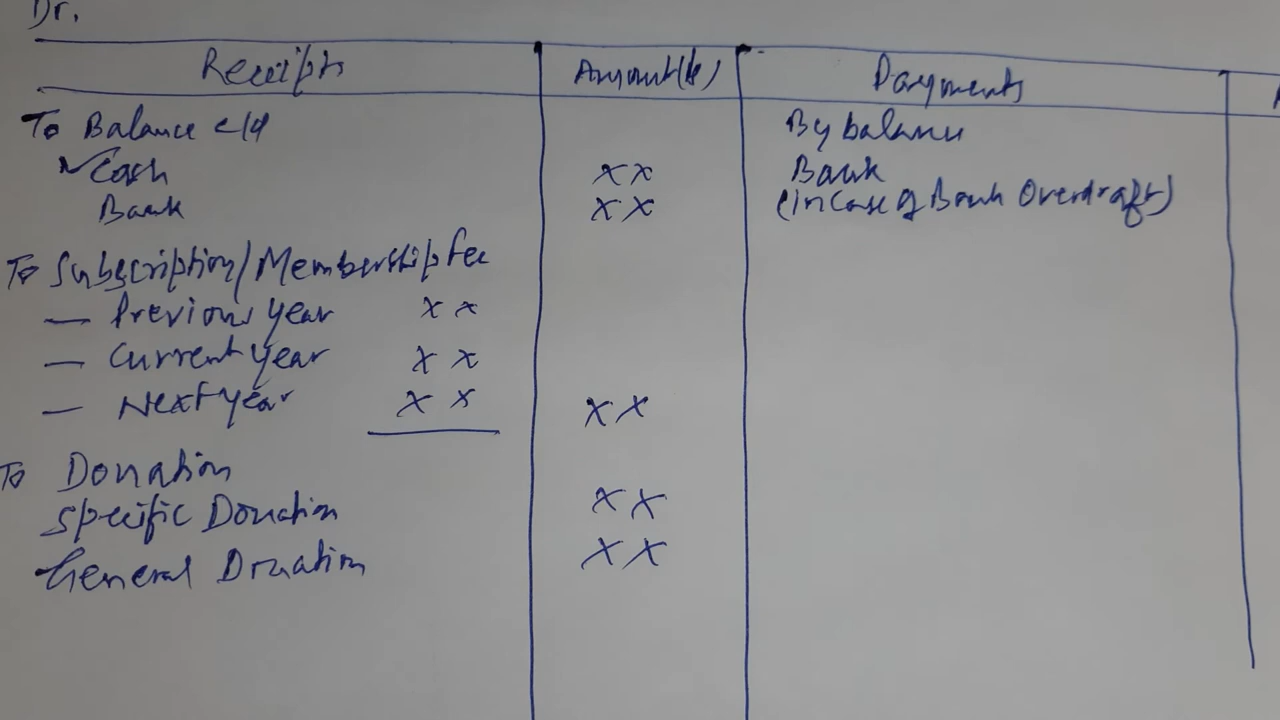 Dr.
Receipts Amount(₨) Payments
To Balance c/d By balance
Cash xx Bank
Bank xx (In Case of Bank Overdraft)
To Subscription/Membership fee
— Previous year xx
— Current year xx
— Next year xx xx
To Donation
Specific Donation xx
General Donation xx